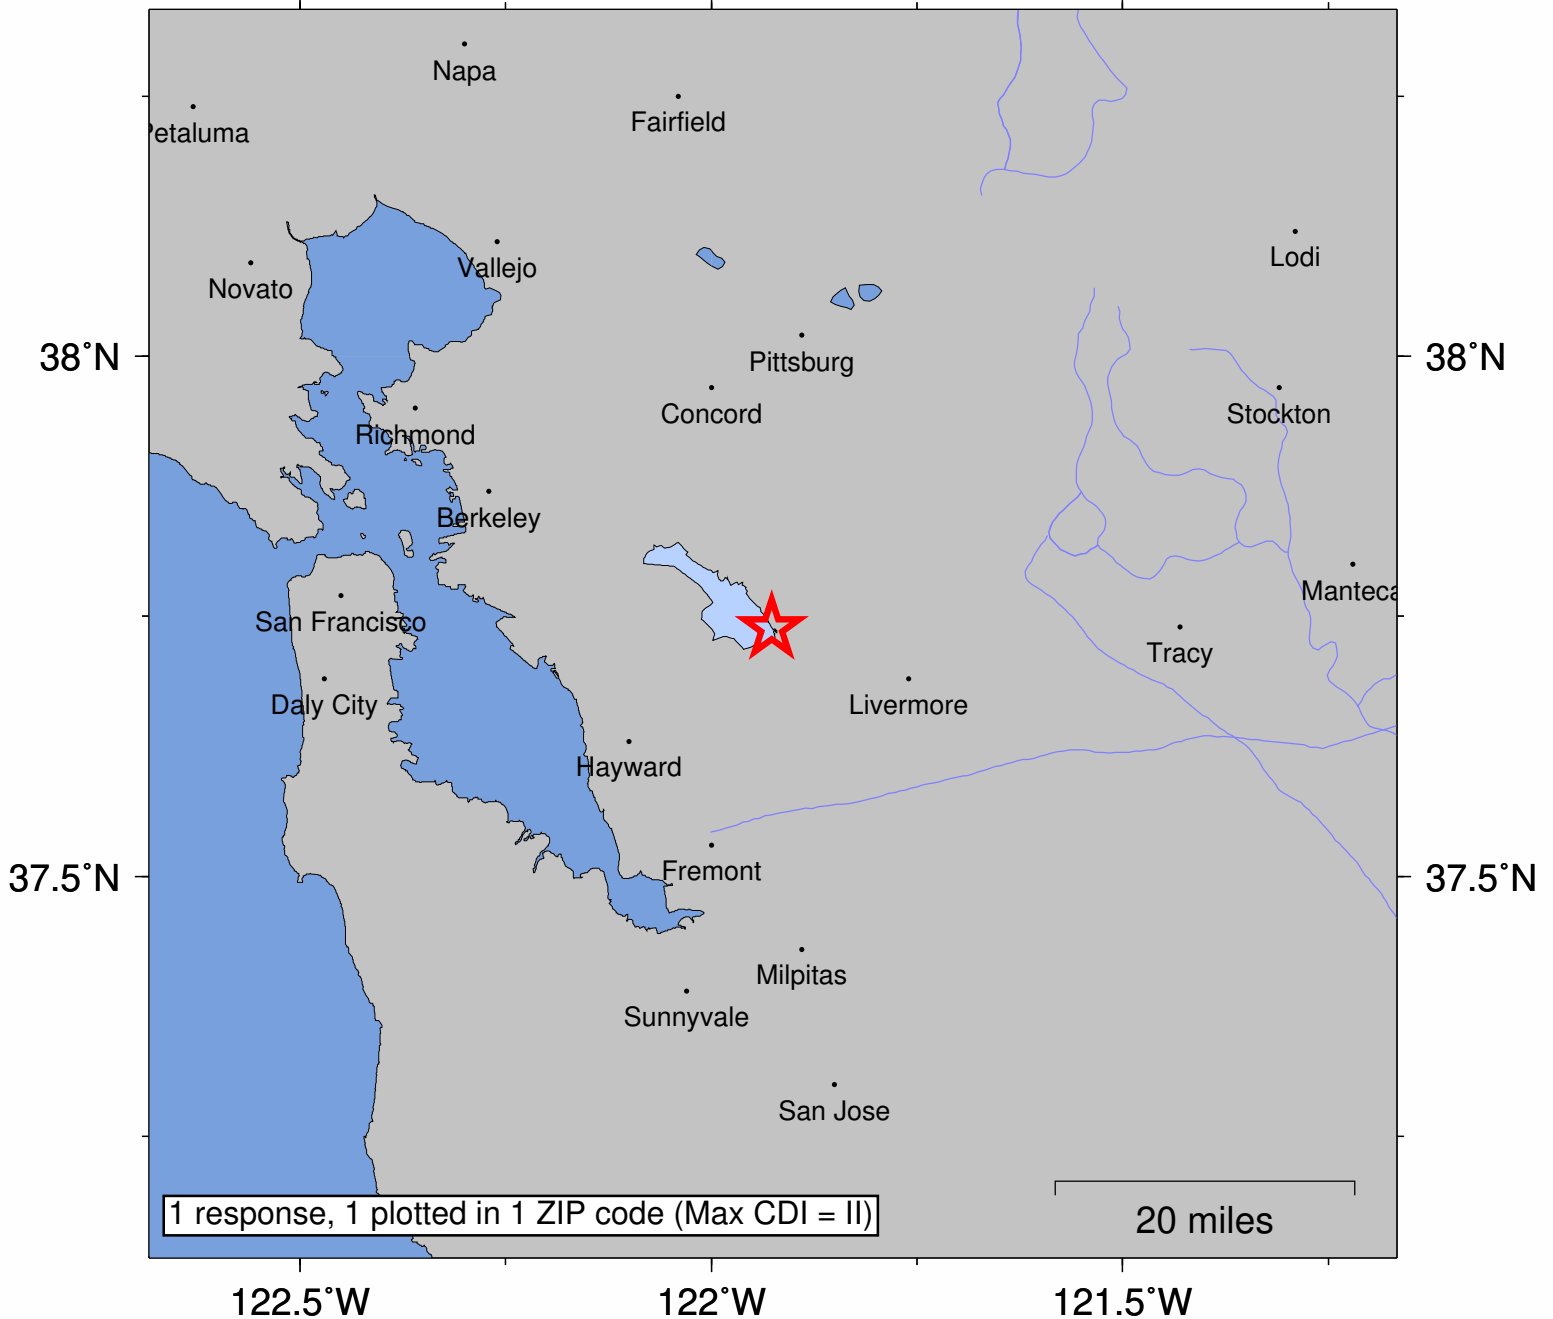 Napa
Fairfield
Petaluma
Vallejo
Lodi
Novato
38˚N
38˚N
Pittsburg
Concord
Stockton
Richmond
Berkeley
Manteca
San Francisco
Tracy
Daly City
Livermore
Hayward
Fremont
37.5˚N
37.5˚N
Milpitas
Sunnyvale
San Jose
1 response, 1 plotted in 1 ZIP code (Max CDI = II)
20 miles
122.5˚W
122˚W
121.5˚W